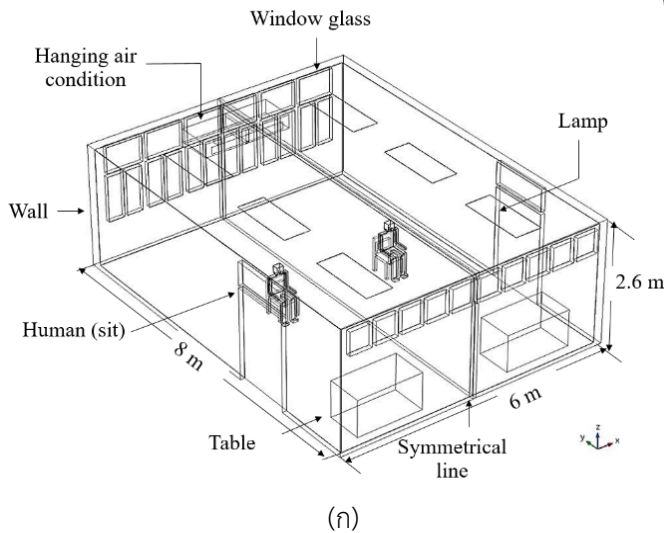 Window glass
Hanging air
condition
Lamp
Wall
2.6 m
Human (sit)
8 m
6 m
Table
Symmetrical
line
z
y
x
(ก)